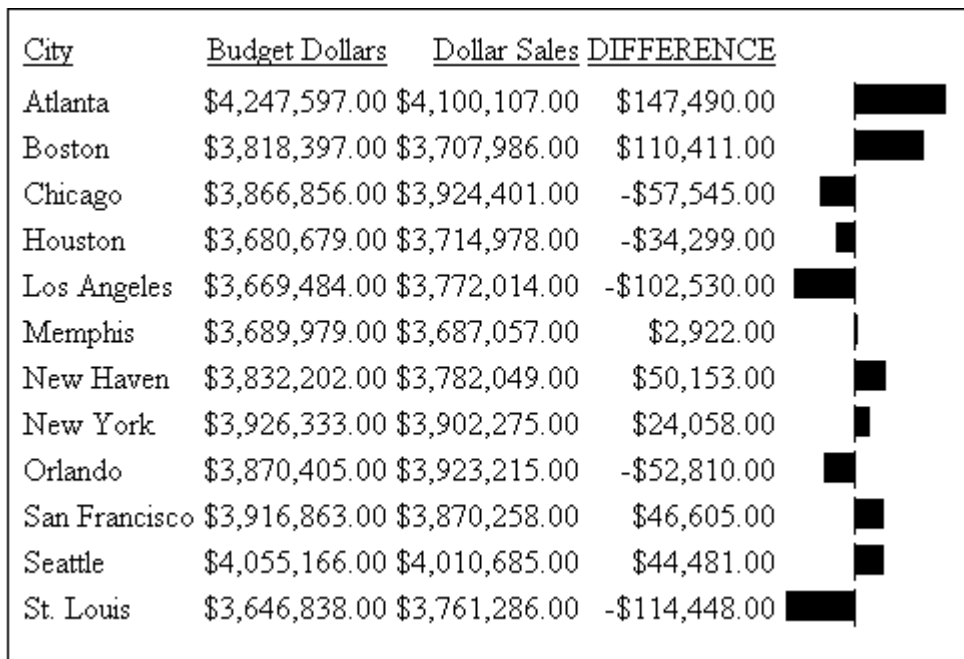 City Budget Dollars Dollar Sales DIFFERENCE
Atlanta $4,247,597.00 $4,100,107.00 $147,490.00
Boston $3,818,397.00 $3,707,986.00 $110,411.00
Chicago $3,866,856.00 $3,924,401.00 -$57,545.00
Houston $3,680,679.00 $3,714,978.00 -$34,299.00
Los Angeles $3,669,484.00 $3,772,014.00 -$102,530.00
Memphis $3,689,979.00 $3,687,057.00 $2,922.00
New Haven $3,832,202.00 $3,782,049.00 $50,153.00
New York $3,926,333.00 $3,902,275.00 $24,058.00
Orlando $3,870,405.00 $3,923,215.00 -$52,810.00
San Francisco $3,916,863.00 $3,870,258.00 $46,605.00
Seattle $4,055,166.00 $4,010,685.00 $44,481.00
St. Louis $3,646,838.00 $3,761,286.00 -$114,448.00